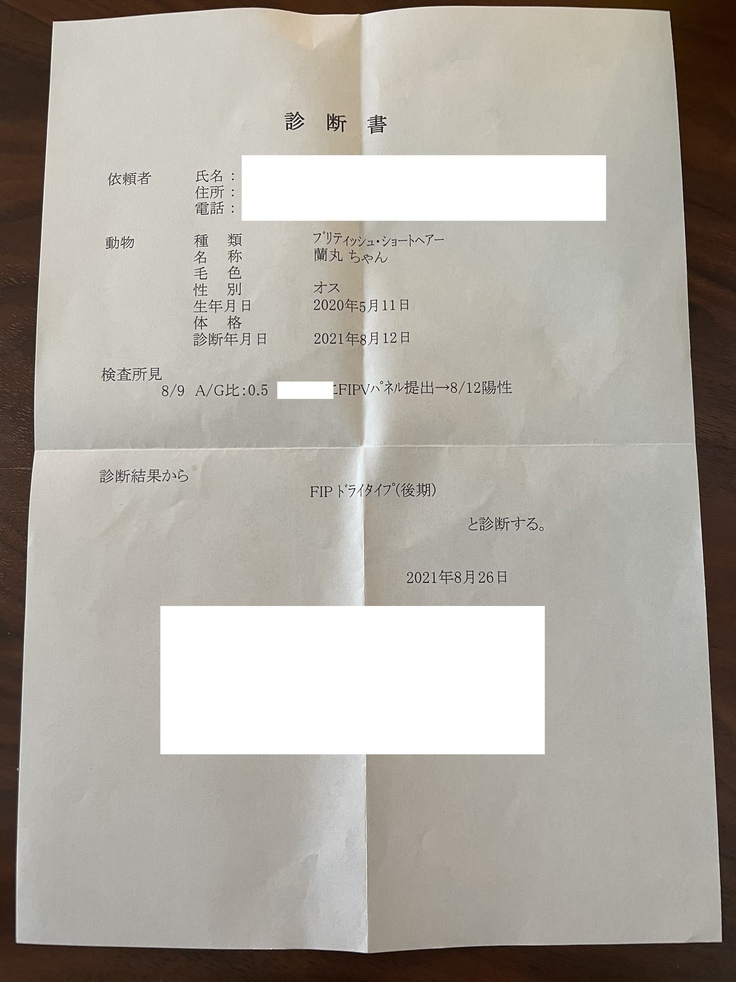 診断書
依頼者 氏名：
住所：
電話：
動物 種類 ﾌﾞﾘﾃｨｯｼｭ・ｼｮｰﾄﾍｱｰ
名称 蘭丸 ちゃん
毛色
性別 オス
生年月日 2020年5月11日
体格
診断年月日 2021年8月12日
検査所見
8/9 A/G比：0.5 にFIPVﾊﾟﾈﾙ提出→8/12陽性
診断結果から
FIP ﾄﾞﾗｲﾀｲﾌﾟ(後期)
と診断する。
2021年8月26日